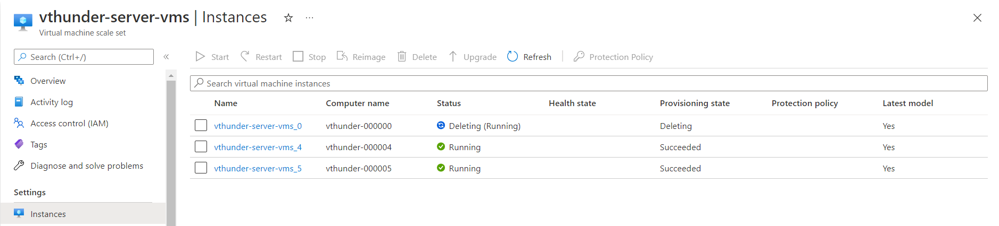 vthunder-server-vms | Instances ☆ ...
Virtual machine scale set
Search (Ctrl+/) «
Overview
Activity log
Access control (IAM)
Tags
Diagnose and solve problems
Settings
Instances
Start Restart Stop Reimage Delete Upgrade Refresh Protection Policy
Search virtual machine instances
Name Computer name Status Health state Provisioning state Protection policy Latest model
vthunder-server-vms_0 vthunder-000000 Deleting (Running) Deleting Yes
vthunder-server-vms_4 vthunder-000004 Running Succeeded Yes
vthunder-server-vms_5 vthunder-000005 Running Succeeded Yes